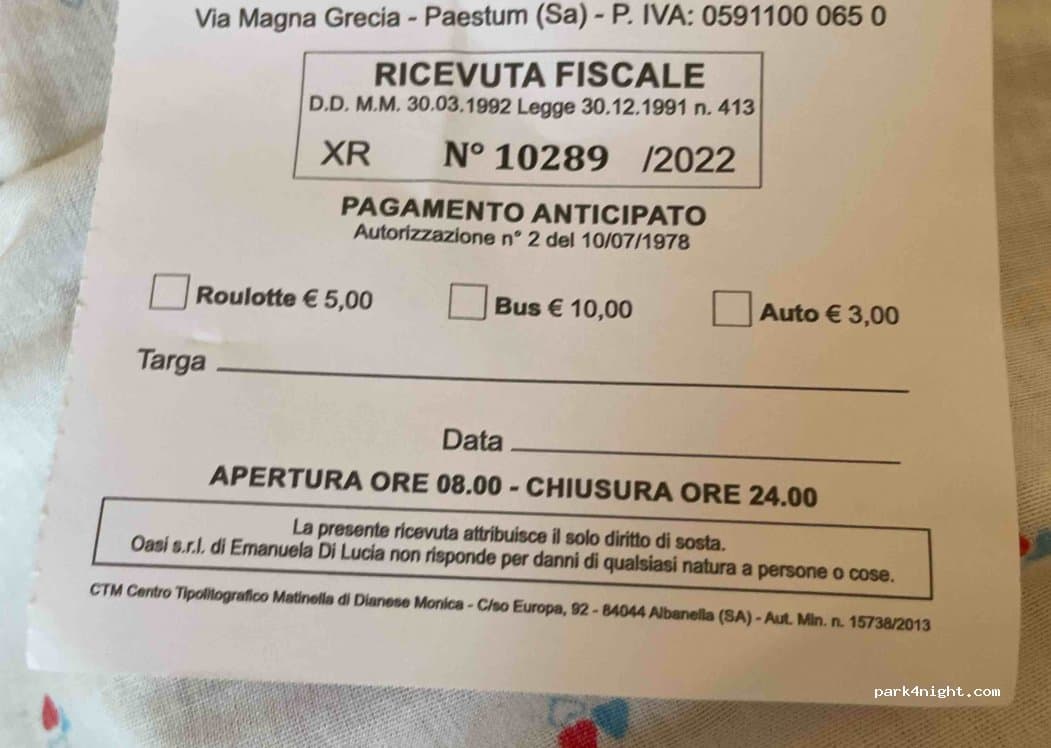 Via Magna Grecia - Paestum (Sa) - P. IVA: 0591100 065 0
RICEVUTA FISCALE
D.D. M.M. 30.03.1992 Legge 30.12.1991 n. 413
XR N° 10289 /2022
PAGAMENTO ANTICIPATO
Autorizzazione n° 2 del 10/07/1978
Roulotte € 5,00 Bus € 10,00 Auto € 3,00
Targa
Data
APERTURA ORE 08.00 - CHIUSURA ORE 24.00
La presente ricevuta attribuisce il solo diritto di sosta.
Oasi s.r.l. di Emanuela Di Lucia non risponde per danni di qualsiasi natura a persone o cose.
CTM Centro Tipolitografico Matinella di Dianese Monica - C/so Europa, 92 - 84044 Albanella (SA) - Aut. Min. n. 15738/2013
park4night.com